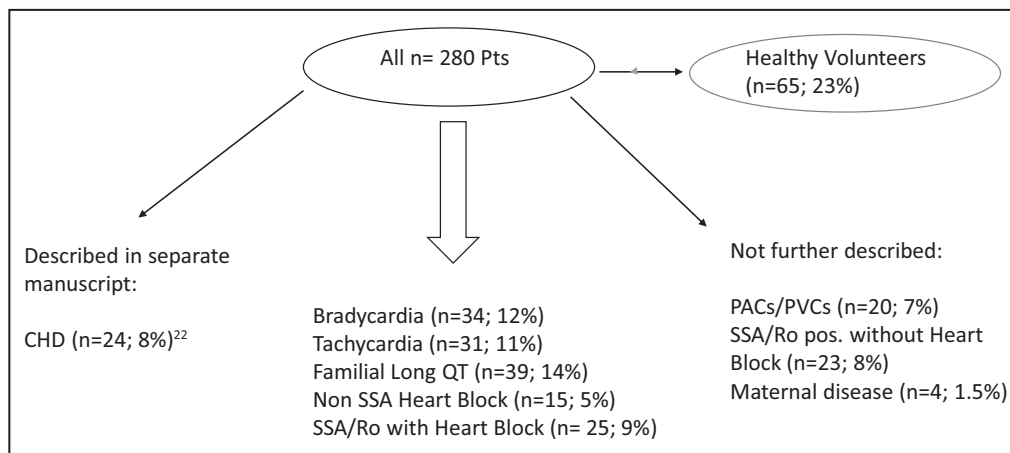 All n= 280 Pts
Healthy Volunteers
(n=65; 23%)
Described in separate
manuscript:
CHD (n=24; 8%)22
Bradycardia (n=34; 12%)
Tachycardia (n=31; 11%)
Familial Long QT (n=39; 14%)
Non SSA Heart Block (n=15; 5%)
SSA/Ro with Heart Block (n= 25; 9%)
Not further described:
PACs/PVCs (n=20; 7%)
SSA/Ro pos. without Heart
Block (n=23; 8%)
Maternal disease (n=4; 1.5%)